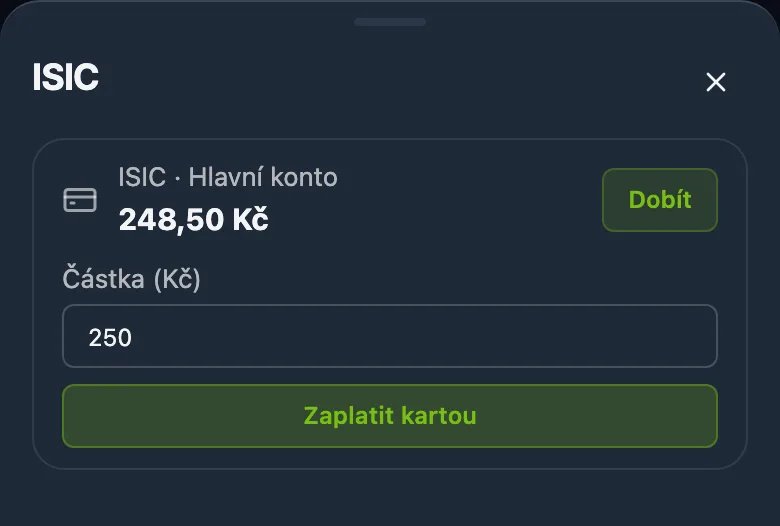 ISIC
ISIC · Hlavní konto
248,50 Kč
Dobít
Částka (Kč)
250
Zaplatit kartou